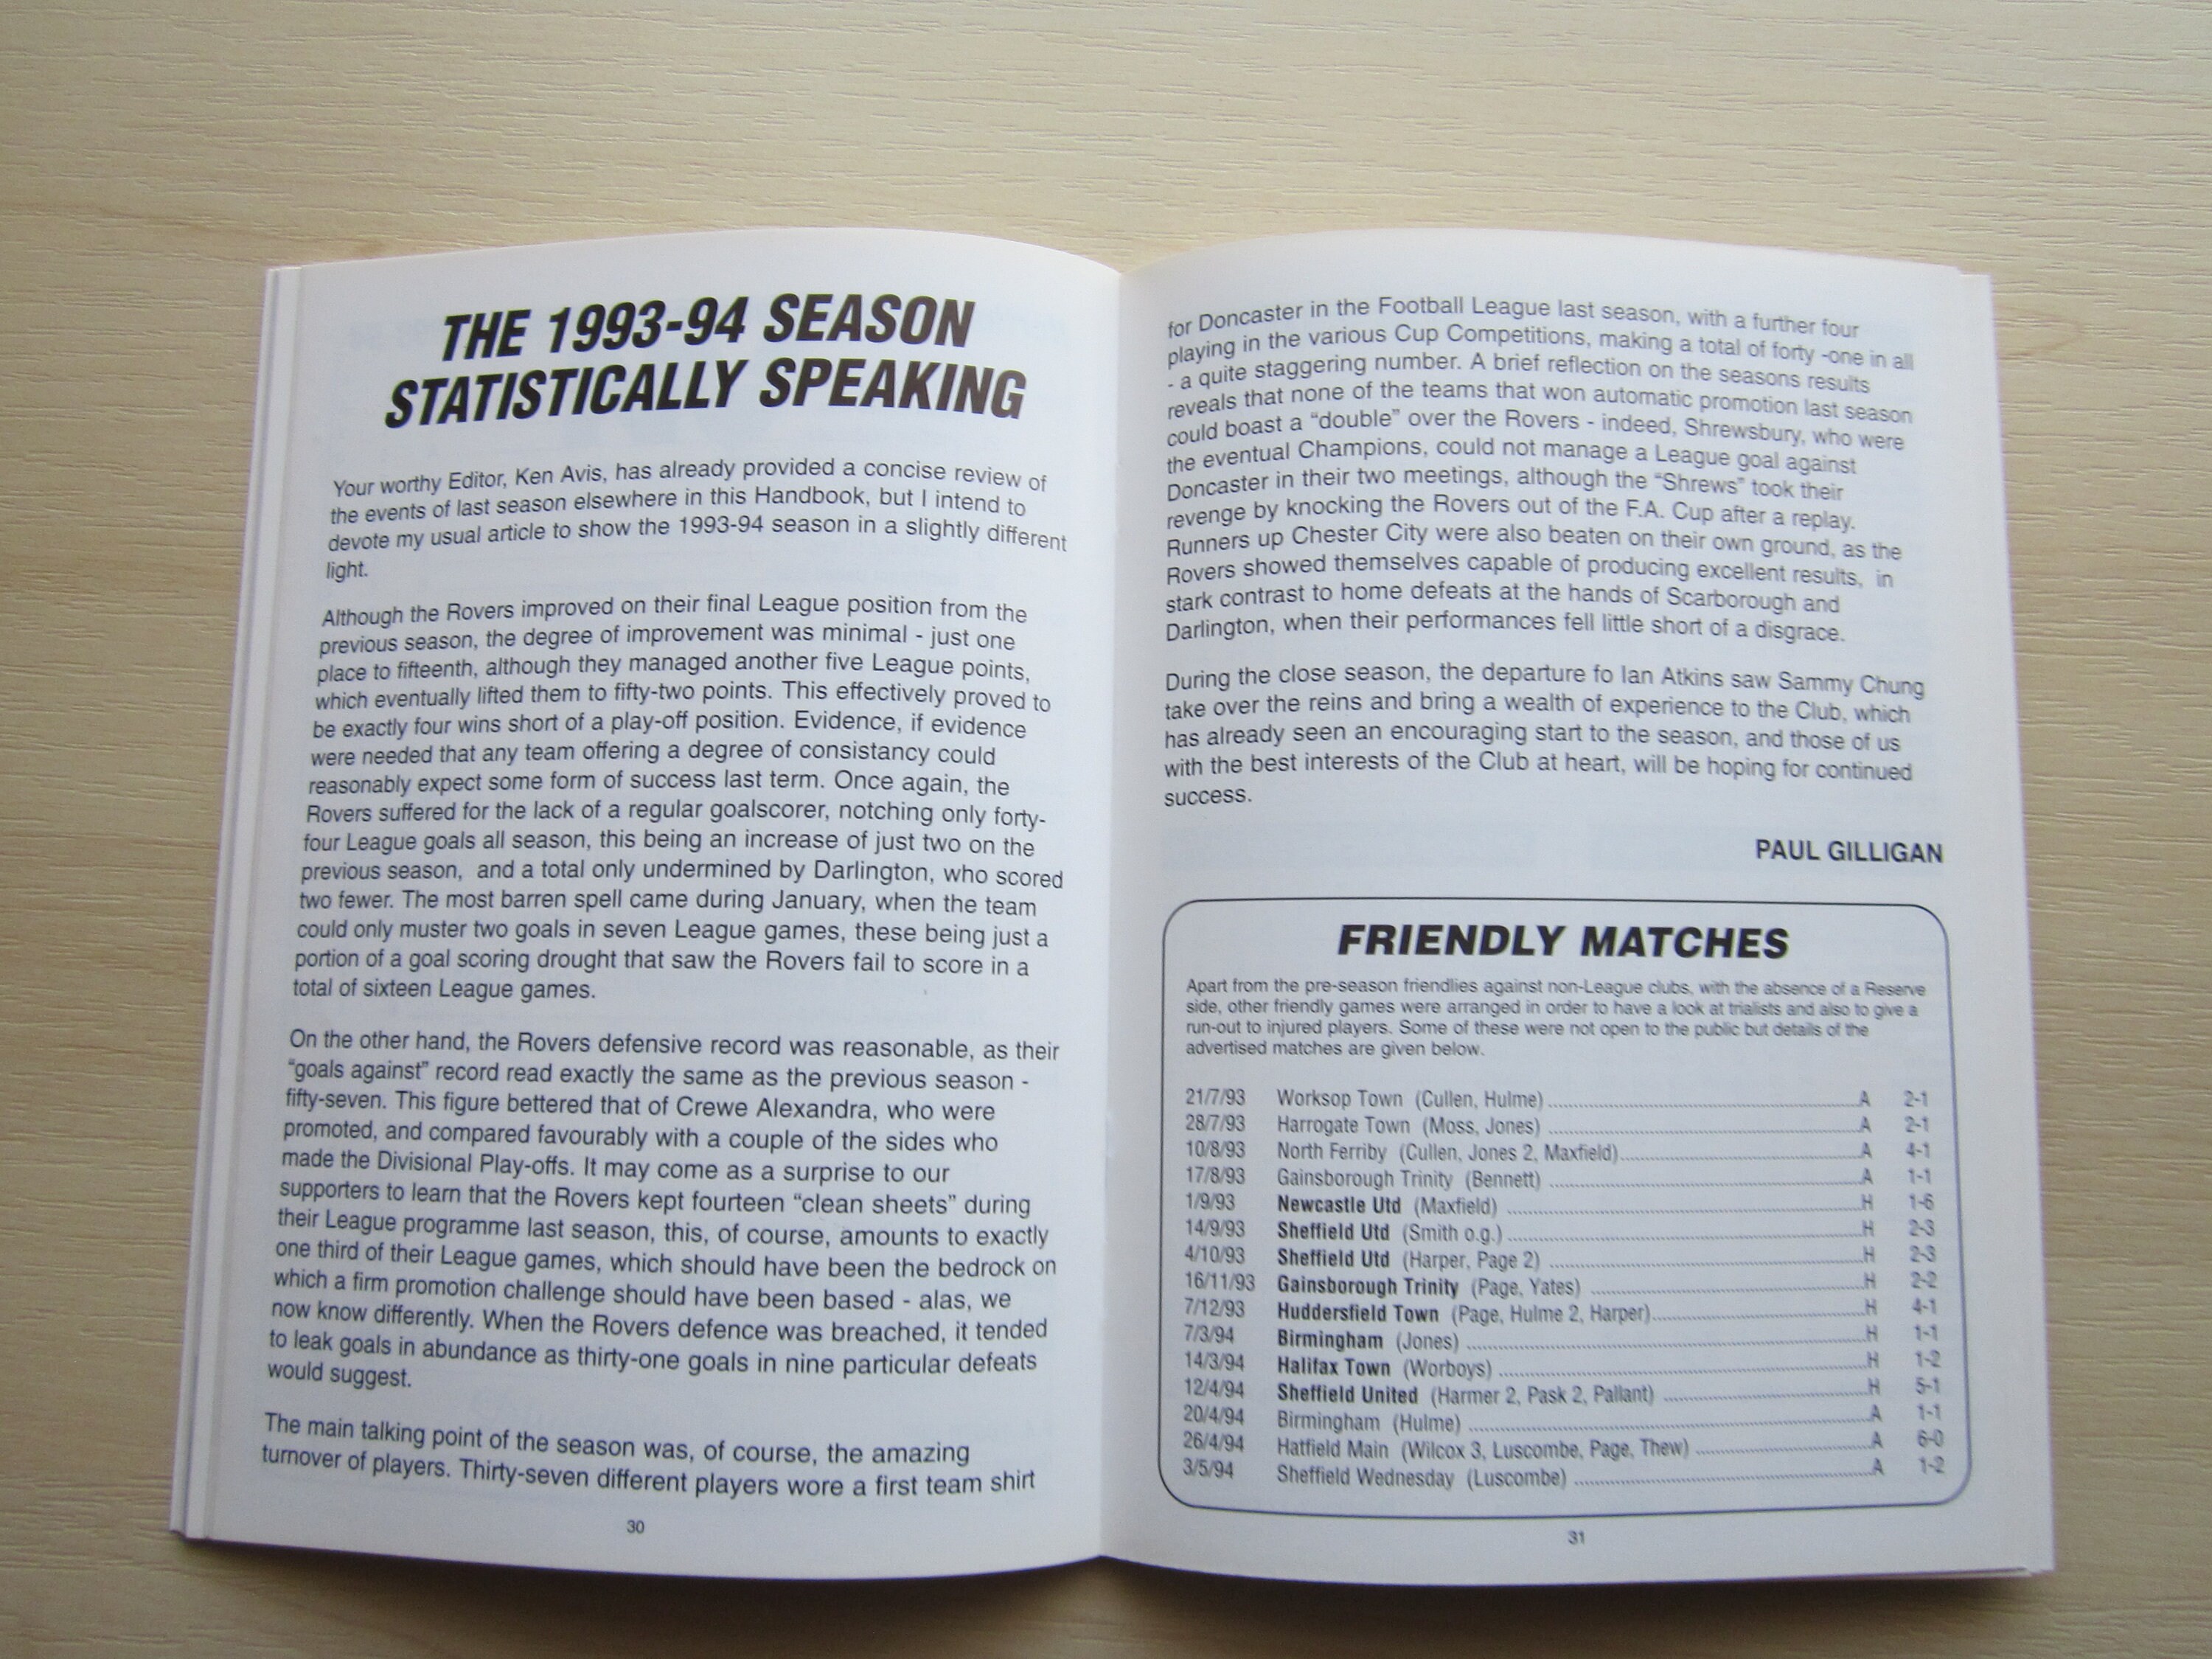 THE 1993-94 SEASON
STATISTICALLY SPEAKING
Your worthy Editor, Ken Avis, has already provided a concise review of
the events of last season elsewhere in this Handbook, but I intend to
devote my usual article to show the 1993-94 season in a slightly different
light.
Although the Rovers improved on their final League position from the
previous season, the degree of improvement was minimal - just one
place to fifteenth, although they managed another five League points,
which eventually lifted them to fifty-two points. This effectively proved to
be exactly four wins short of a play-off position. Evidence, if evidence
were needed that any team offering a degree of consistancy could
reasonably expect some form of success last term. Once again, the
Rovers suffered for the lack of a regular goalscorer, notching only forty-
four League goals all season, this being an increase of just two on the
previous season, and a total only undermined by Darlington, who scored
two fewer. The most barren spell came during January, when the team
could only muster two goals in seven League games, these being just a
portion of a goal scoring drought that saw the Rovers fail to score in a
total of sixteen League games.
On the other hand, the Rovers defensive record was reasonable, as their
“goals against” record read exactly the same as the previous season -
fifty-seven. This figure bettered that of Crewe Alexandra, who were
promoted, and compared favourably with a couple of the sides who
made the Divisional Play-offs. It may come as a surprise to our
supporters to learn that the Rovers kept fourteen “clean sheets” during
their League programme last season, this, of course, amounts to exactly
one third of their League games, which should have been the bedrock on
which a firm promotion challenge should have been based - alas, we
now know differently. When the Rovers defence was breached, it tended
to leak goals in abundance as thirty-one goals in nine particular defeats
would suggest.
The main talking point of the season was, of course, the amazing
turnover of players. Thirty-seven different players wore a first team shirt
30
for Doncaster in the Football League last season, with a further four
playing in the various Cup Competitions, making a total of forty -one in all
- a quite staggering number. A brief reflection on the seasons results
reveals that none of the teams that won automatic promotion last season
could boast a “double” over the Rovers - indeed, Shrewsbury, who were
the eventual Champions, could not manage a League goal against
Doncaster in their two meetings, although the “Shrews” took their
revenge by knocking the Rovers out of the F.A. Cup after a replay.
Runners up Chester City were also beaten on their own ground, as the
Rovers showed themselves capable of producing excellent results, in
stark contrast to home defeats at the hands of Scarborough and
Darlington, when their performances fell little short of a disgrace.
During the close season, the departure fo Ian Atkins saw Sammy Chung
take over the reins and bring a wealth of experience to the Club, which
has already seen an encouraging start to the season, and those of us
with the best interests of the Club at heart, will be hoping for continued
success.
PAUL GILLIGAN
FRIENDLY MATCHES
Apart from the pre-season friendlies against non-League clubs, with the absence of a Reserve
side, other friendly games were arranged in order to have a look at trialists and also to give a
run-out to injured players. Some of these were not open to the public but details of the
advertised matches are given below.
21/7/93 Worksop Town (Cullen, Hulme) A 2-1
28/7/93 Harrogate Town (Moss, Jones) A 2-1
10/8/93 North Ferriby (Cullen, Jones 2, Maxfield) A 4-1
17/8/93 Gainsborough Trinity (Bennett) A 1-1
1/9/93 Newcastle Utd (Maxfield) H 1-6
14/9/93 Sheffield Utd (Smith o.g.) H 2-3
4/10/93 Sheffield Utd (Harper, Page 2) H 2-3
16/11/93 Gainsborough Trinity (Page, Yates) H 2-2
7/12/93 Huddersfield Town (Page, Hulme 2, Harper) H 4-1
7/3/94 Birmingham (Jones) H 1-1
14/3/94 Halifax Town (Worboys) H 1-2
12/4/94 Sheffield United (Harmer 2, Pask 2, Pallant) H 5-1
20/4/94 Birmingham (Hulme) A 1-1
26/4/94 Hatfield Main (Wilcox 3, Luscombe, Page, Thew) A 6-0
3/5/94 Sheffield Wednesday (Luscombe) A 1-2
31